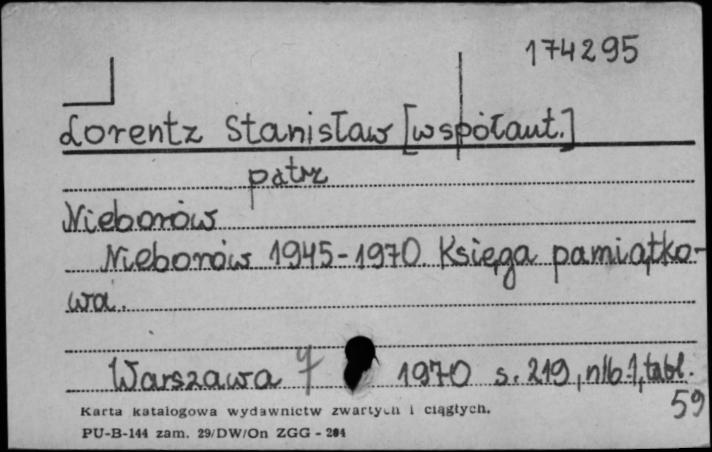 174295
Lorentz Stanisław [współaut.]
patrz
Nieborów
Nieborów 1945-1970. Księga pamiątko-
wa.
Warszawa 1970 s. 219, nlb 1, tabl.
59
Karta katalogowa wydawnictw zwartych i ciągłych.
PU-B-144 zam. 29/DW/On ZGG - 284